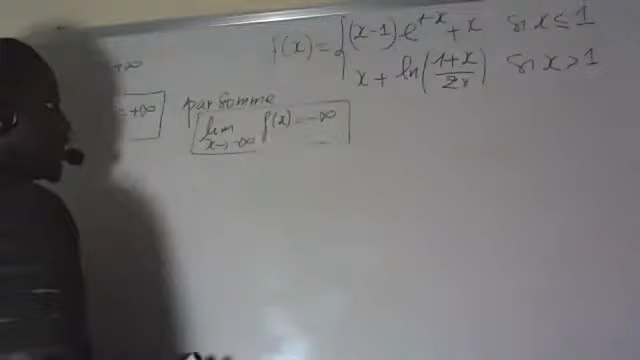 f(x) = { (x-1)e^{1-x} + x si x ≤ 1
x + ln((1+x)/2x) si x > 1
+∞
= +∞
par somme
lim_{x→-∞} f(x) = -∞